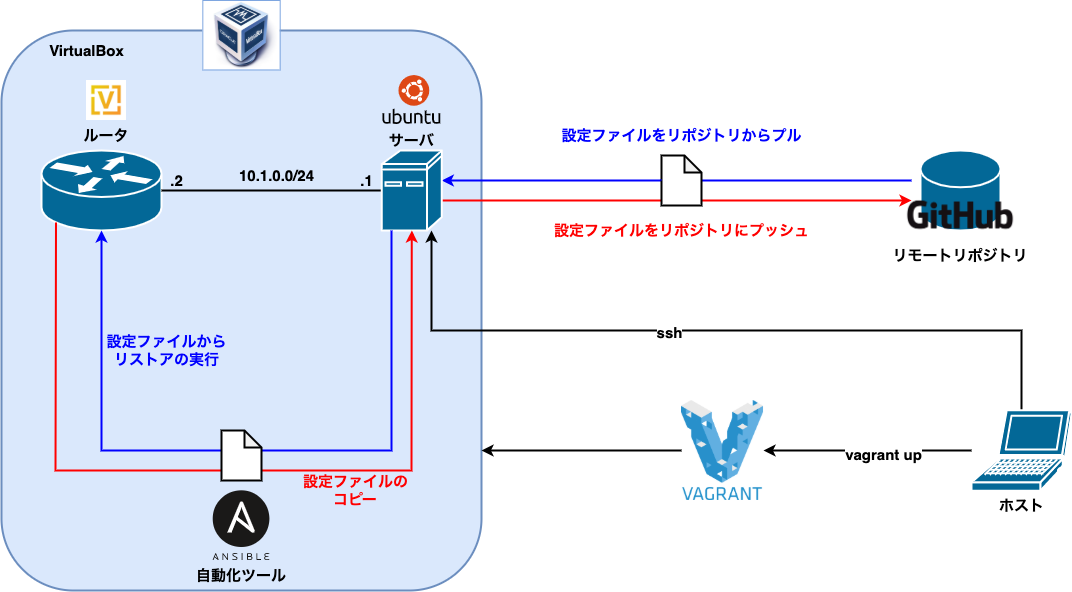 VirtualBox
ルータ
ubuntu
サーバ
.2
10.1.0.0/24
.1
設定ファイルをリポジトリからプル
設定ファイルをリポジトリにプッシュ
GitHub
リモートリポジトリ
設定ファイルから
リストアの実行
ssh
設定ファイルの
コピー
ANSIBLE
自動化ツール
VAGRANT
vagrant up
ホスト